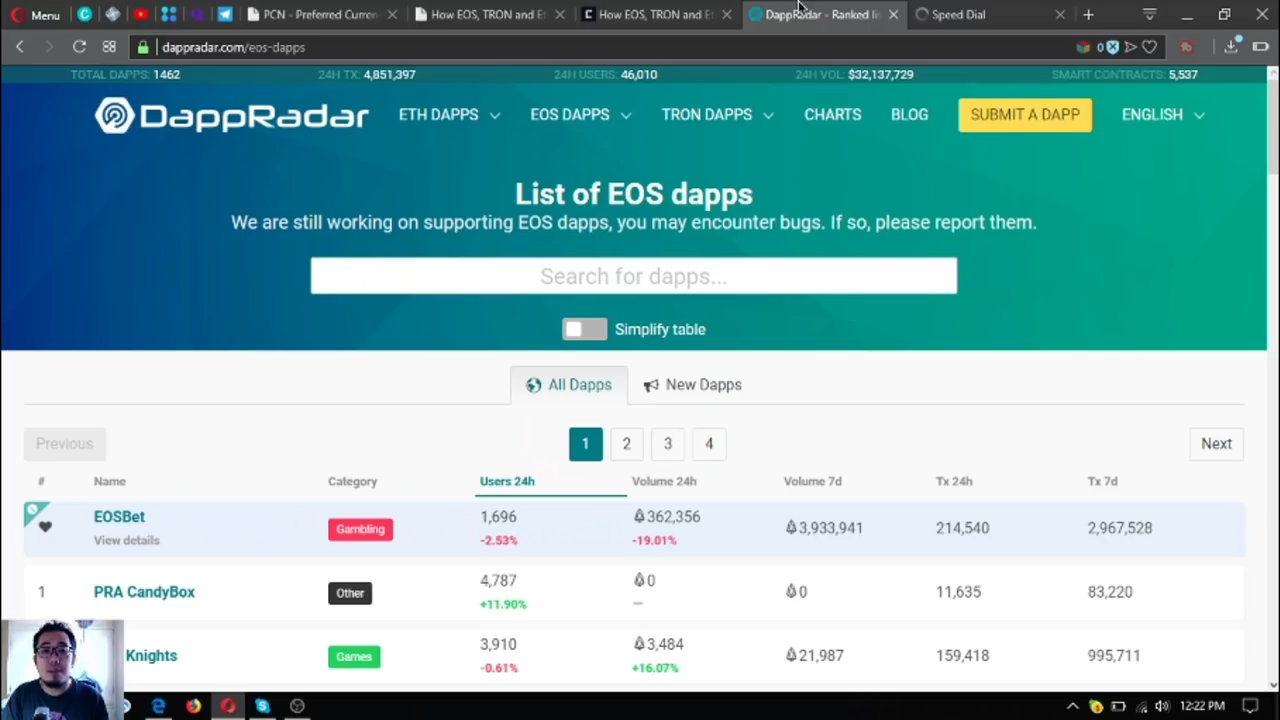 Menu
PCN - Preferred Curren
How EOS, TRON and Et
How EOS, TRON and Et
DappRadar - Ranked li
Speed Dial
88
dappradar.com/eos-dapps
0
TOTAL DAPPS: 1462
24H TX: 4,851,397
24H USERS: 46,010
24H VOL: $32,137,729
SMART CONTRACTS: 5,537
DappRadar
ETH DAPPS
EOS DAPPS
TRON DAPPS
CHARTS
BLOG
SUBMIT A DAPP
ENGLISH
List of EOS dapps
We are still working on supporting EOS dapps, you may encounter bugs. If so, please report them.
Search for dapps...
Simplify table
All Dapps
New Dapps
Previous
1
2
3
4
Next
# Name Category Users 24h Volume 24h Volume 7d Tx 24h Tx 7d
EOSBet Gambling 1,696 362,356 3,933,941 214,540 2,967,528
View details -2.53% -19.01%
1 PRA CandyBox Other 4,787 0 0 11,635 83,220
+11.90% —
Knights Games 3,910 3,484 21,987 159,418 995,711
-0.61% +16.07%
12:22 PM